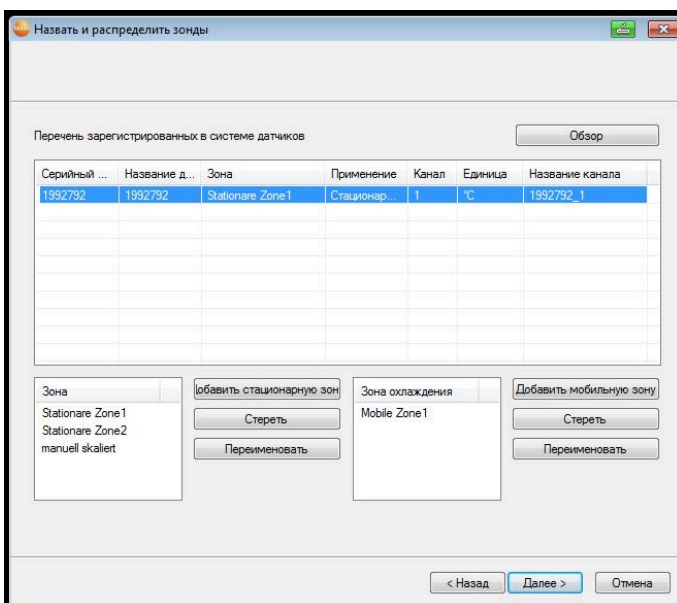 Назвать и распределить зонды
Перечень зарегистрированных в системе датчиков
Обзор
Серийный ... Название д... Зона Применение Канал Единица Название канала
1992792 1992792 Stationare Zone1 Стационар... 1 °C 1992792_1
Зона
Stationare Zone1
Stationare Zone2
manuell skaliert
обавить стационарную зон
Стереть
Переименовать
Зона охлаждения
Mobile Zone1
Добавить мобильную зону
Стереть
Переименовать
< Назад Далее > Отмена